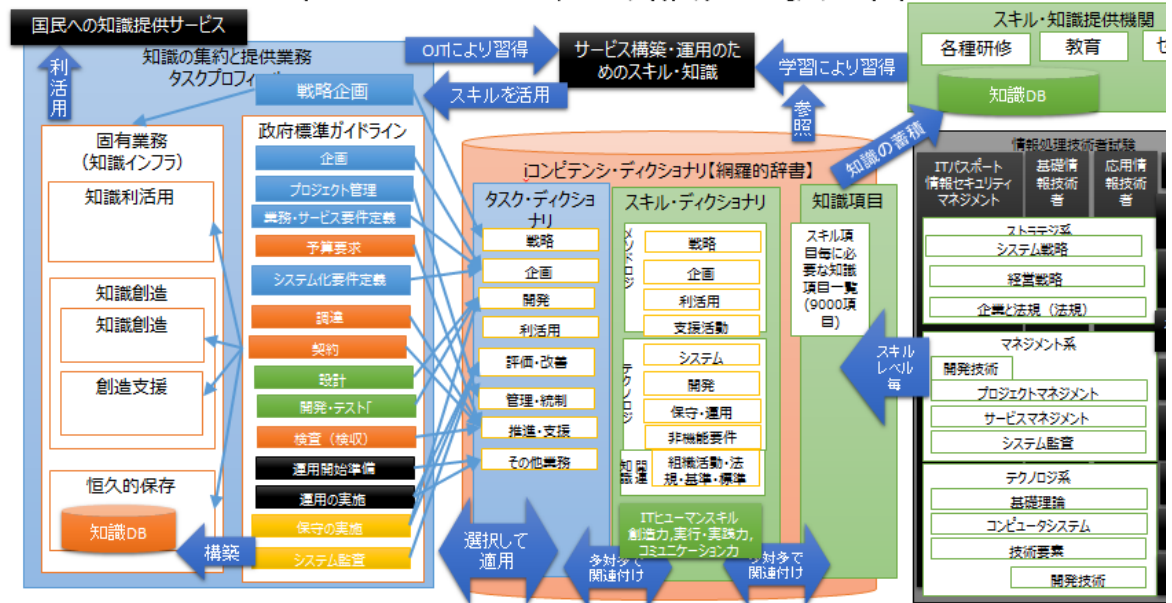 国民への知識提供サービス
知識の集約と提供業務
タスクプロフィール
利活用
戦略企画
固有業務
(知識インフラ)
知識利活用
知識創造
知識創造
創造支援
恒久的保存
知識DB
構築
政府標準ガイドライン
企画
プロジェクト管理
業務・サービス要件定義
予算要求
システム化要件定義
調達
契約
設計
開発・テスト「
検査(検収)
運用開始準備
運用の実施
保守の実施
システム監査
OJTにより習得
スキルを活用
サービス構築・運用のた
めのスキル・知識
学習により習得
参照
知識の蓄積
スキル・知識提供機関
各種研修
教育
知識DB
iコンピテンシ・ディクショナリ【網羅的辞書】
タスク・ディクショ
ナリ
戦略
企画
開発
利活用
評価・改善
管理・統制
推進・支援
その他業務
スキル・ディクショナリ
メソドロジ
戦略
企画
利活用
支援活動
テクノロジ
システム
開発
保守・運用
非機能要件
関連
知識
組織活動・法
規・基準・標準
ITヒューマンスキル
創造力,実行・実践力,
コミュニケーション力
知識項目
スキル項
目毎に必
要な知識
項目一覧
(9000項
目)
選択して
適用
多対多で
関連付け
多対多で
関連付け
スキル
レベル
毎
情報処理技術者試験
ITパスポート
情報セキュリティ
マネジメント
基礎情
報技術
者
応用情
報技術
者
ストラテジ系
システム戦略
経営戦略
企業と法規(法規)
マネジメント系
開発技術
プロジェクトマネジメント
サービスマネジメント
システム監査
テクノロジ系
基礎理論
コンピュータシステム
技術要素
開発技術